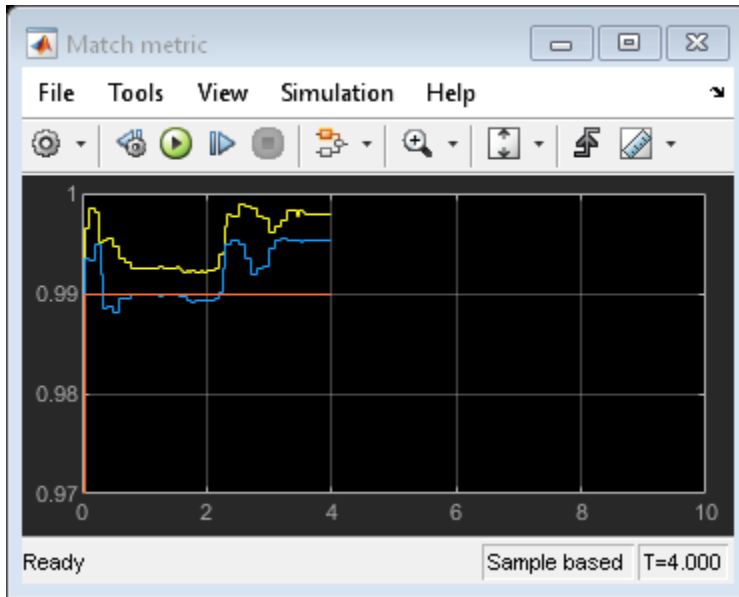 Match metric
File Tools View Simulation Help
1
0.99
0.98
0.97
0 2 4 6 8 10
Ready Sample based T=4.000